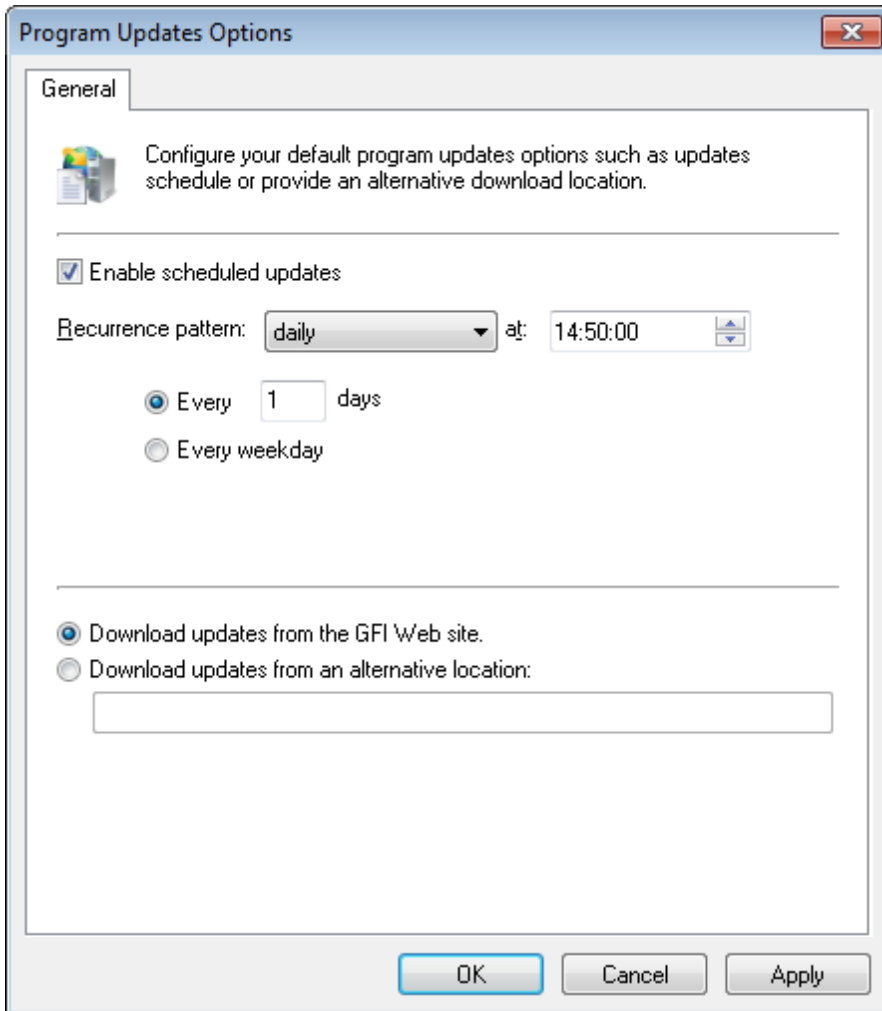 Program Updates Options
General
Configure your default program updates options such as updates
schedule or provide an alternative download location.
Enable scheduled updates
Recurrence pattern: daily at: 14:50:00
Every 1 days
Every weekday
Download updates from the GFI Web site.
Download updates from an alternative location:
OK Cancel Apply